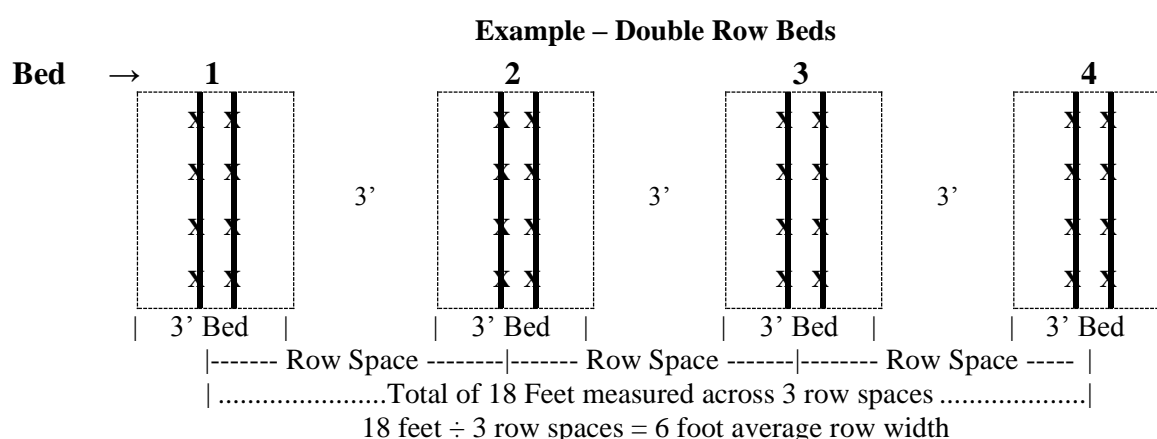 Example – Double Row Beds
Bed → 1 2 3 4
X X X X X X X X
X X X X X X X X
3’ 3’ 3’
X X X X X X X X
X X X X X X X X
| 3’ Bed | | 3’ Bed | | 3’ Bed | | 3’ Bed |
|------- Row Space --------|------- Row Space --------|------- Row Space ----- |
| .......................Total of 18 Feet measured across 3 row spaces ......................|
18 feet ÷ 3 row spaces = 6 foot average row width